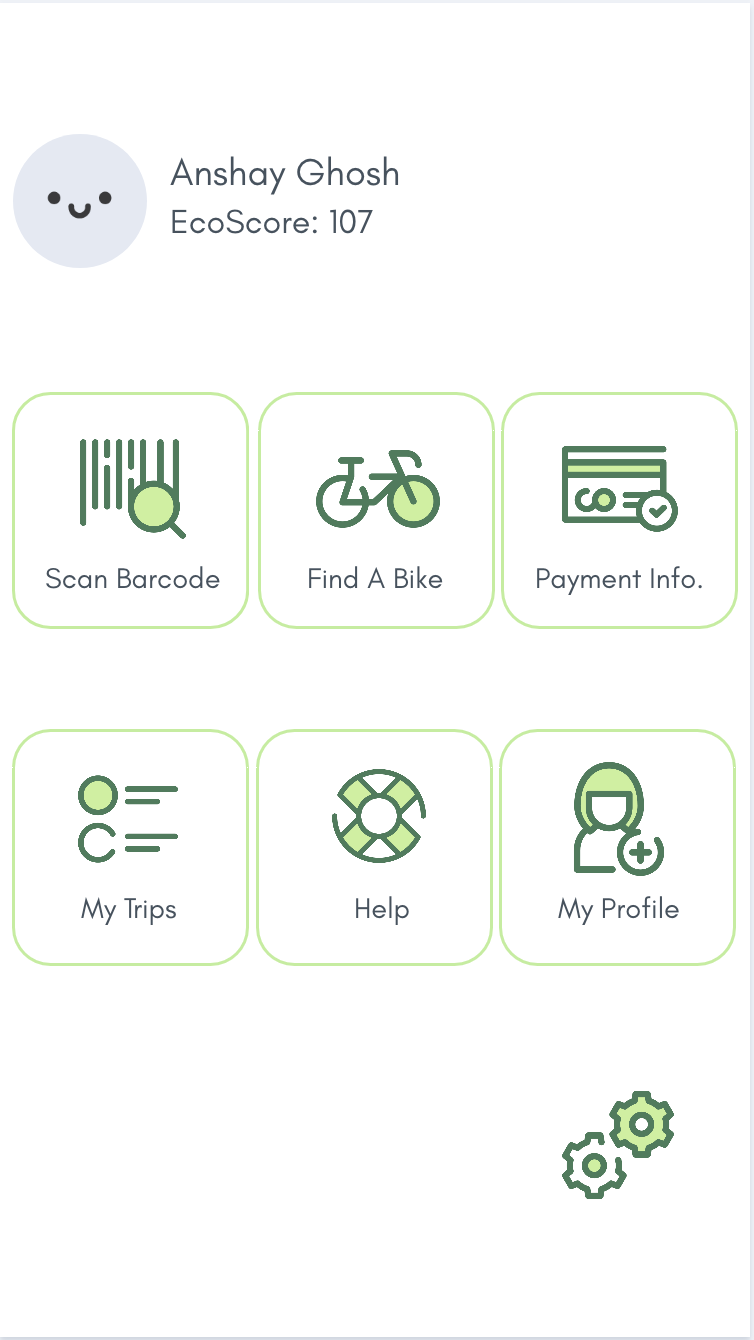 Anshay Ghosh
EcoScore: 107
Scan Barcode
Find A Bike
Payment Info.
My Trips
Help
My Profile